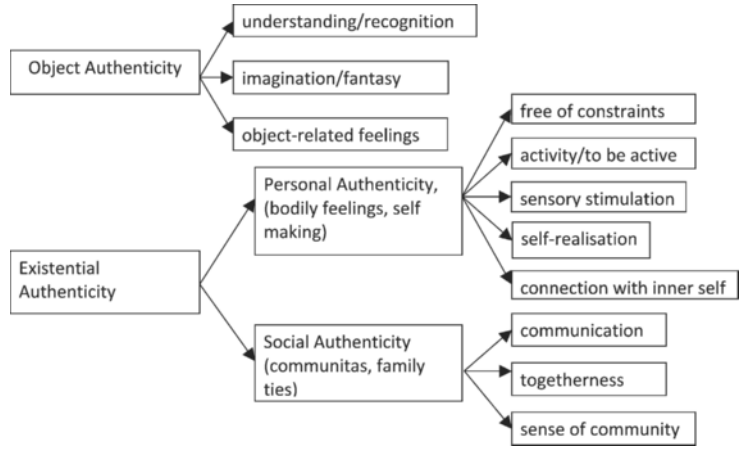 Object Authenticity
understanding/recognition
imagination/fantasy
object-related feelings
Existential
Authenticity
Personal Authenticity,
(bodily feelings, self
making)
free of constraints
activity/to be active
sensory stimulation
self-realisation
connection with inner self
Social Authenticity
(communitas, family
ties)
communication
togetherness
sense of community